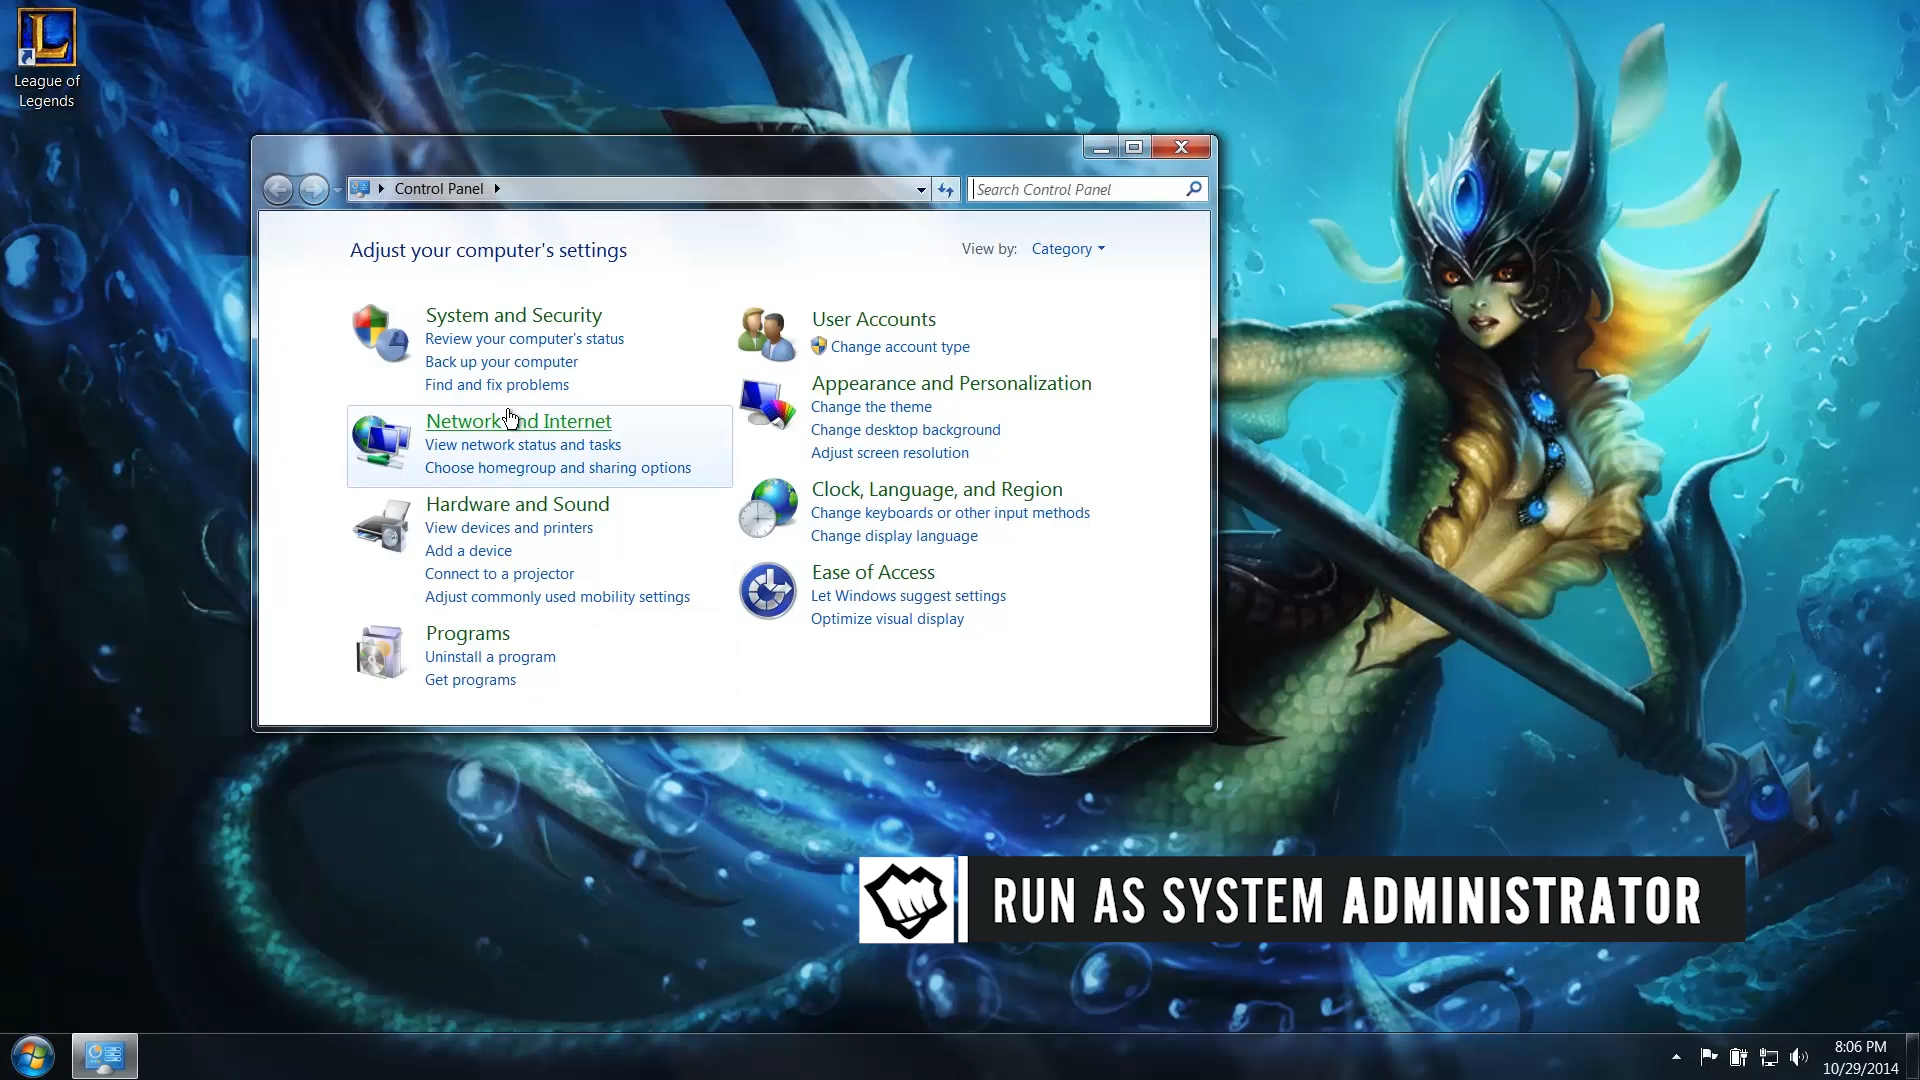 League of
Legends
Control Panel
Search Control Panel
Adjust your computer's settings
View by: Category
System and Security
Review your computer's status
Back up your computer
Find and fix problems
Network and Internet
View network status and tasks
Choose homegroup and sharing options
Hardware and Sound
View devices and printers
Add a device
Connect to a projector
Adjust commonly used mobility settings
Programs
Uninstall a program
Get programs
User Accounts
Change account type
Appearance and Personalization
Change the theme
Change desktop background
Adjust screen resolution
Clock, Language, and Region
Change keyboards or other input methods
Change display language
Ease of Access
Let Windows suggest settings
Optimize visual display
RUN AS SYSTEM ADMINISTRATOR
8:06 PM
10/29/2014